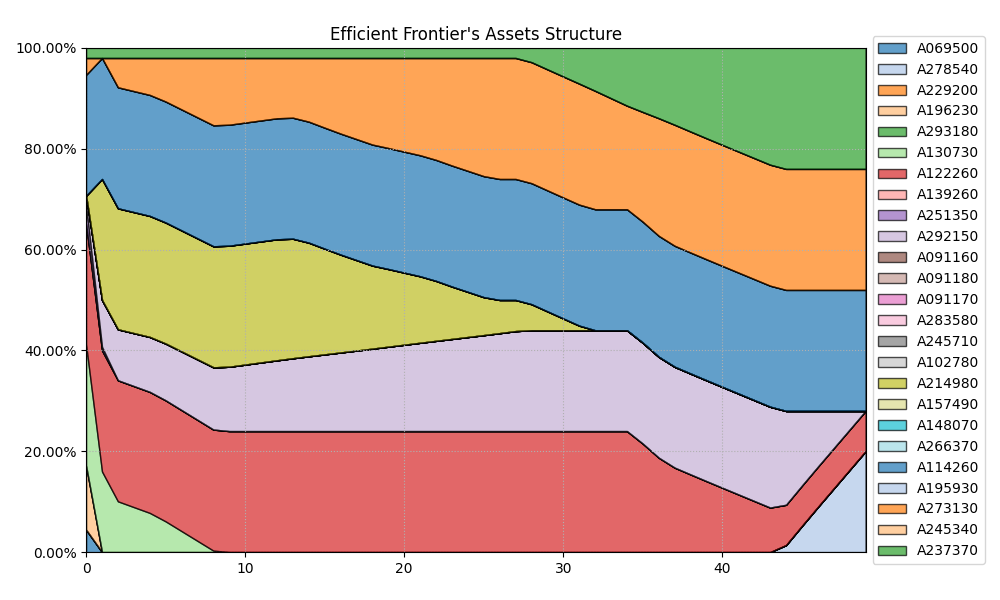 Efficient Frontier's Assets Structure
100.00%
80.00%
60.00%
40.00%
20.00%
0.00%
0
10
20
30
40
A069500
A278540
A229200
A196230
A293180
A130730
A122260
A139260
A251350
A292150
A091160
A091180
A091170
A283580
A245710
A102780
A214980
A157490
A148070
A266370
A114260
A195930
A273130
A245340
A237370